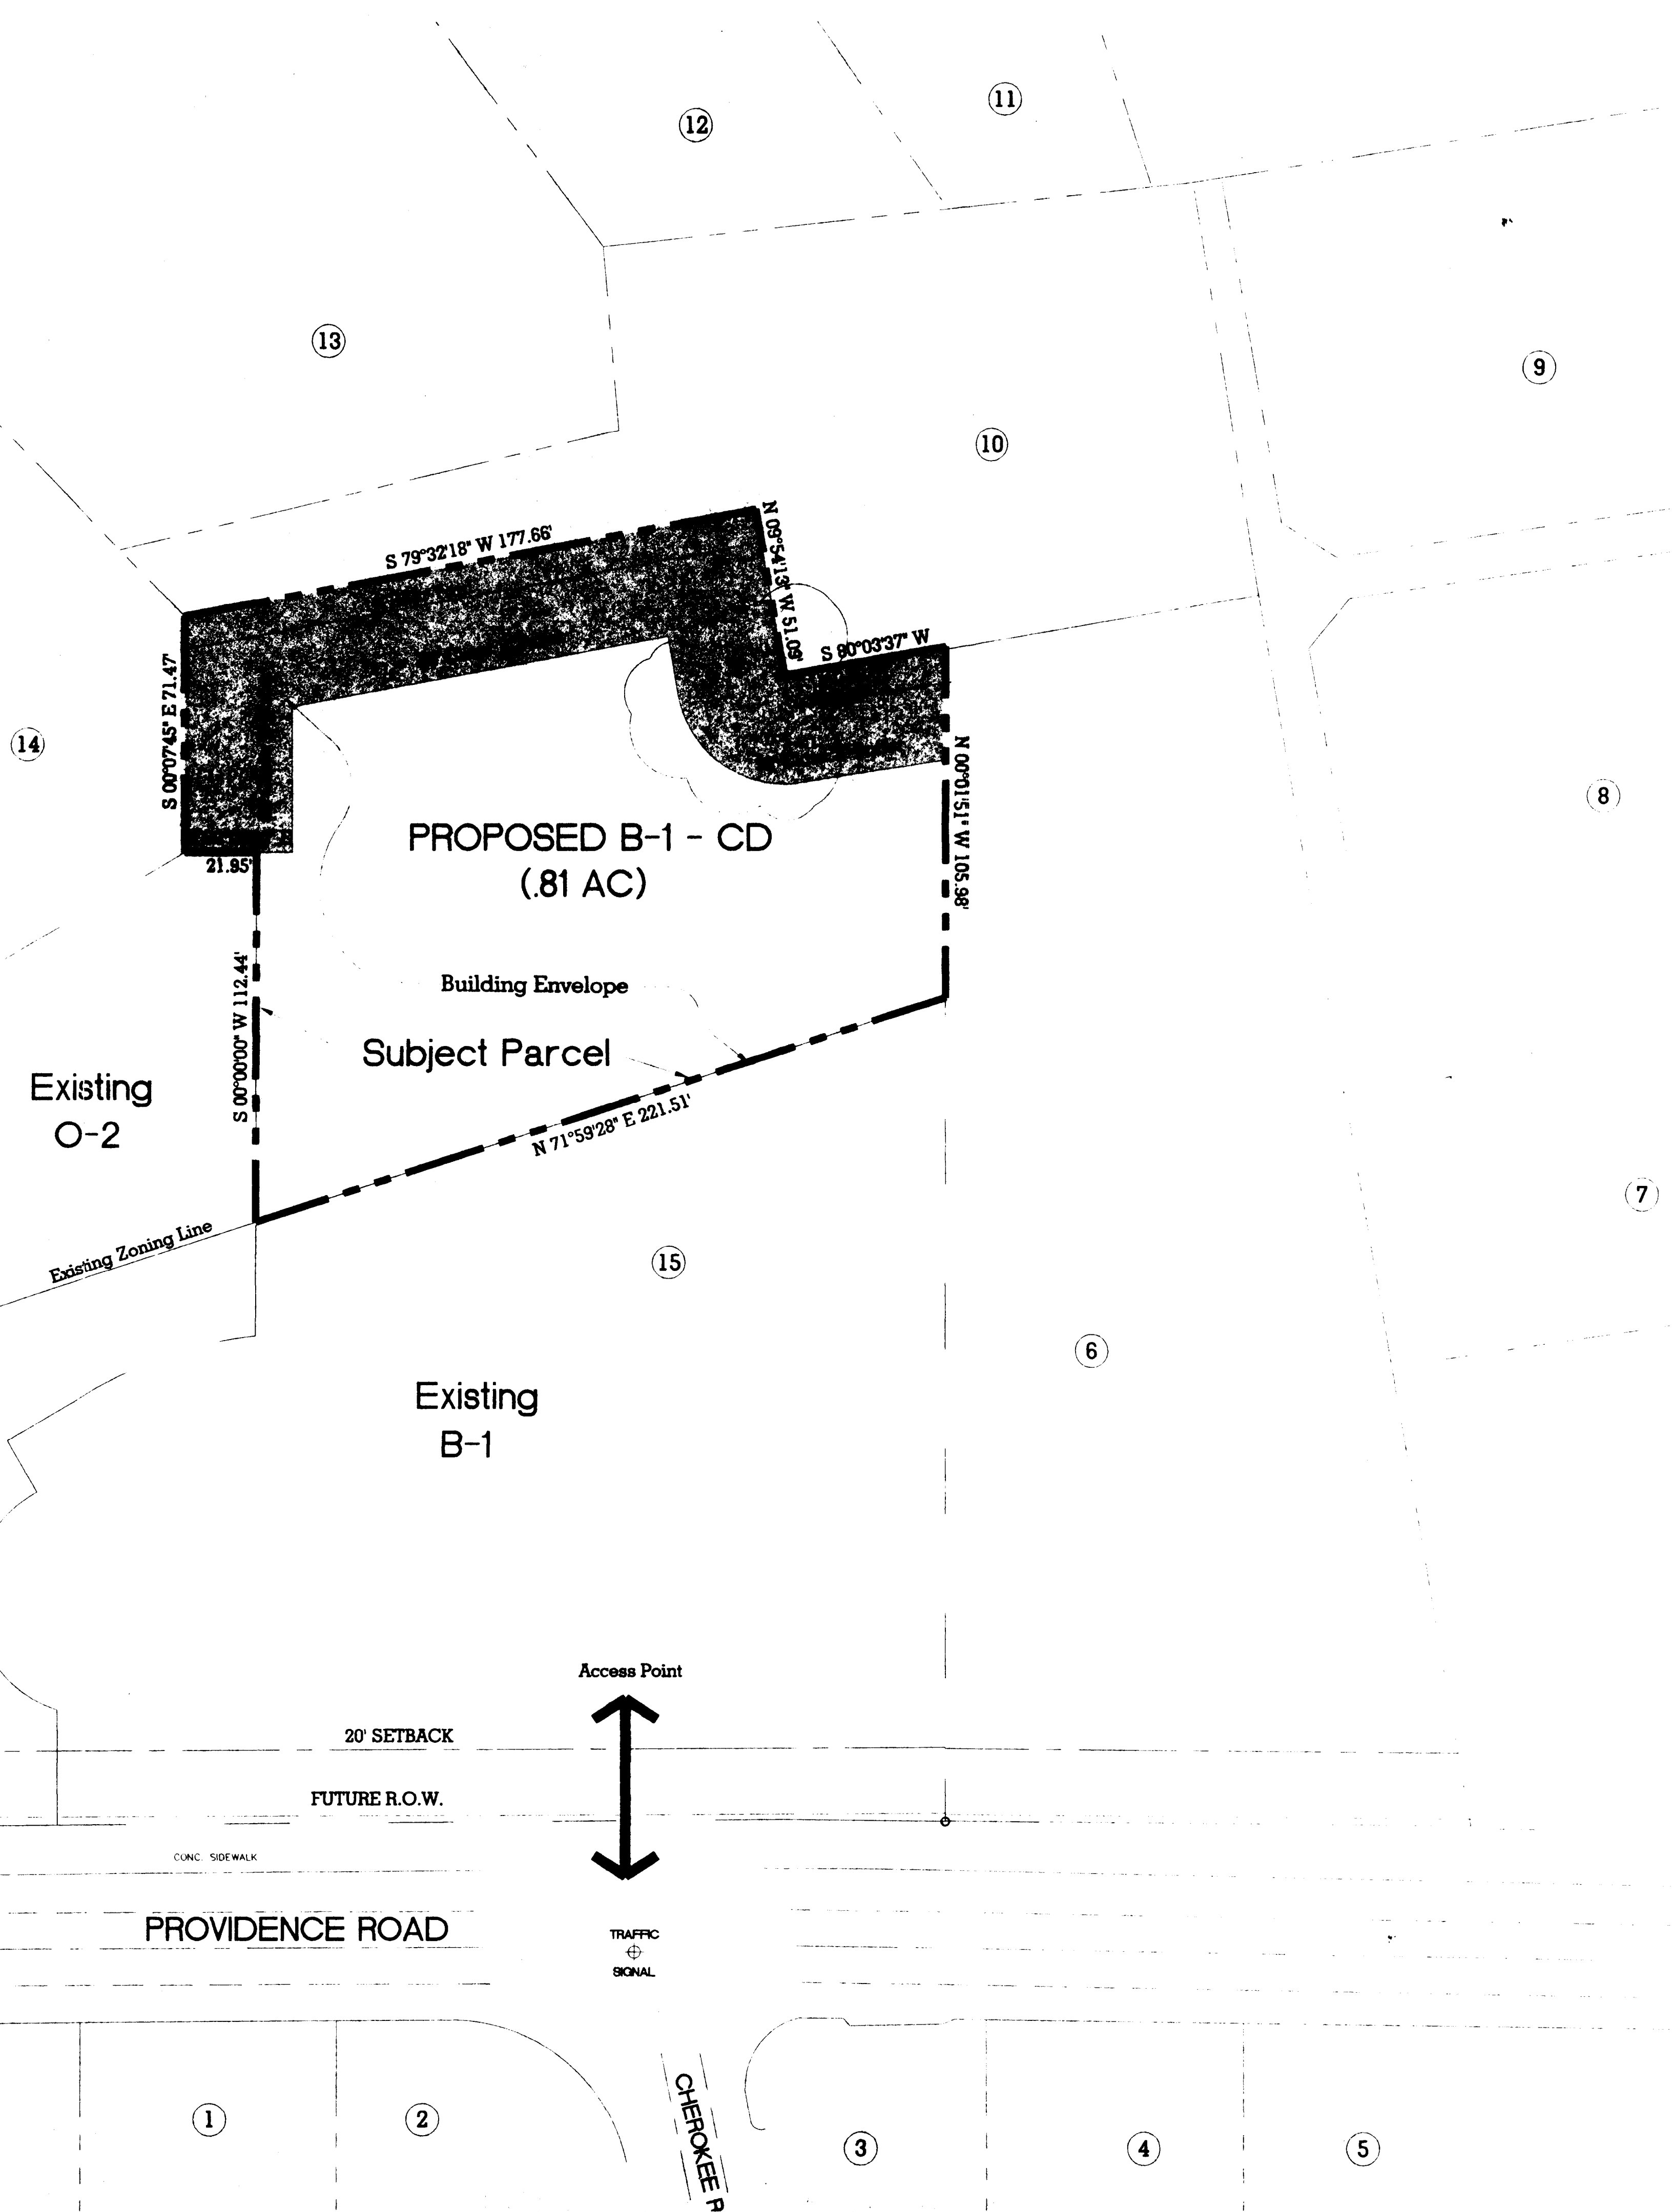 11
12
13
9
10
S 79°32'18" W 177.66'
N 09°54'13" W 51.09'
S 80°03'37" W
S 00°07'45" E 71.47'
14
N 00°01'51" W 105.98'
8
PROPOSED B-1 - CD
(.81 AC)
21.95'
S 00°00'00" W 112.44'
Building Envelope
Subject Parcel
Existing
O-2
N 71°59'28" E 221.51'
7
Existing Zoning Line
15
6
Existing
B-1
Access Point
20' SETBACK
FUTURE R.O.W.
CONC. SIDEWALK
PROVIDENCE ROAD
TRAFFIC
SIGNAL
CHEROKEE R
1
2
3
4
5